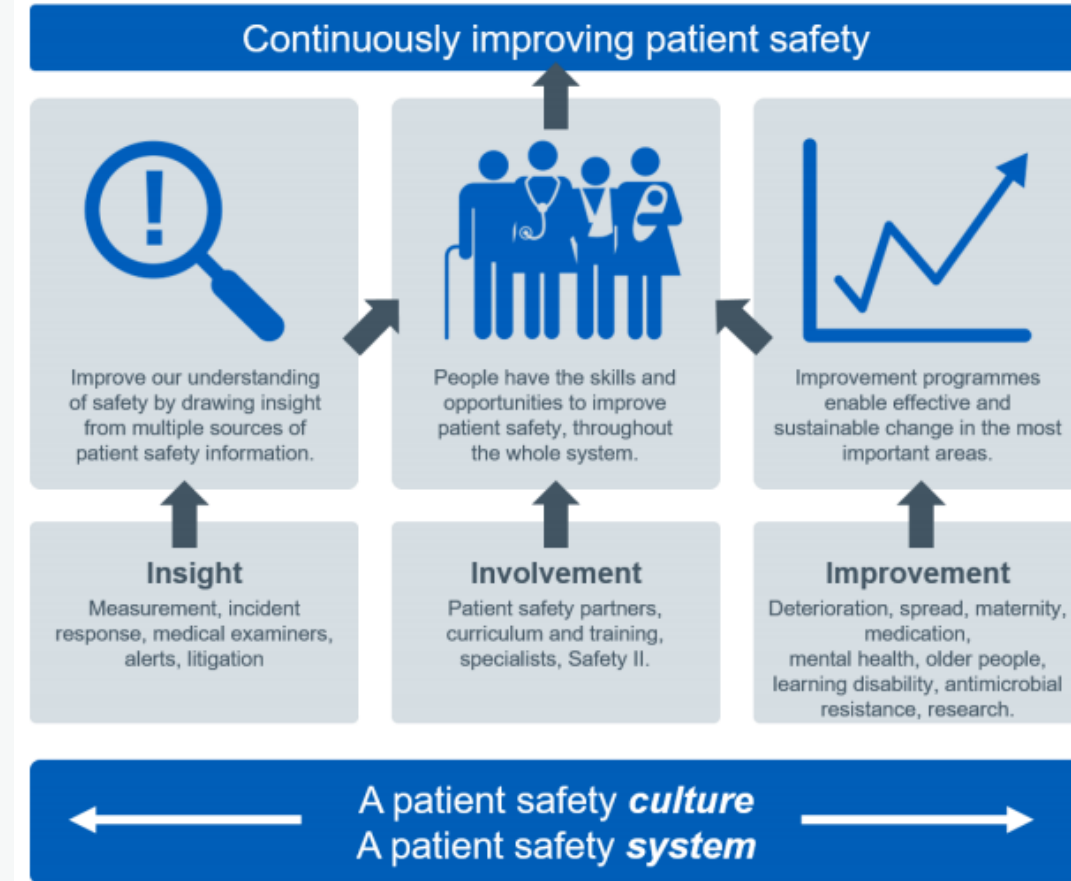 Continuously improving patient safety
!
Improve our understanding
of safety by drawing insight
from multiple sources of
patient safety information.
People have the skills and
opportunities to improve
patient safety, throughout
the whole system.
Improvement programmes
enable effective and
sustainable change in the most
important areas.
Insight
Measurement, incident
response, medical examiners,
alerts, litigation
Involvement
Patient safety partners,
curriculum and training,
specialists, Safety II.
Improvement
Deterioration, spread, maternity,
medication,
mental health, older people,
learning disability, antimicrobial
resistance, research.
A patient safety culture
A patient safety system